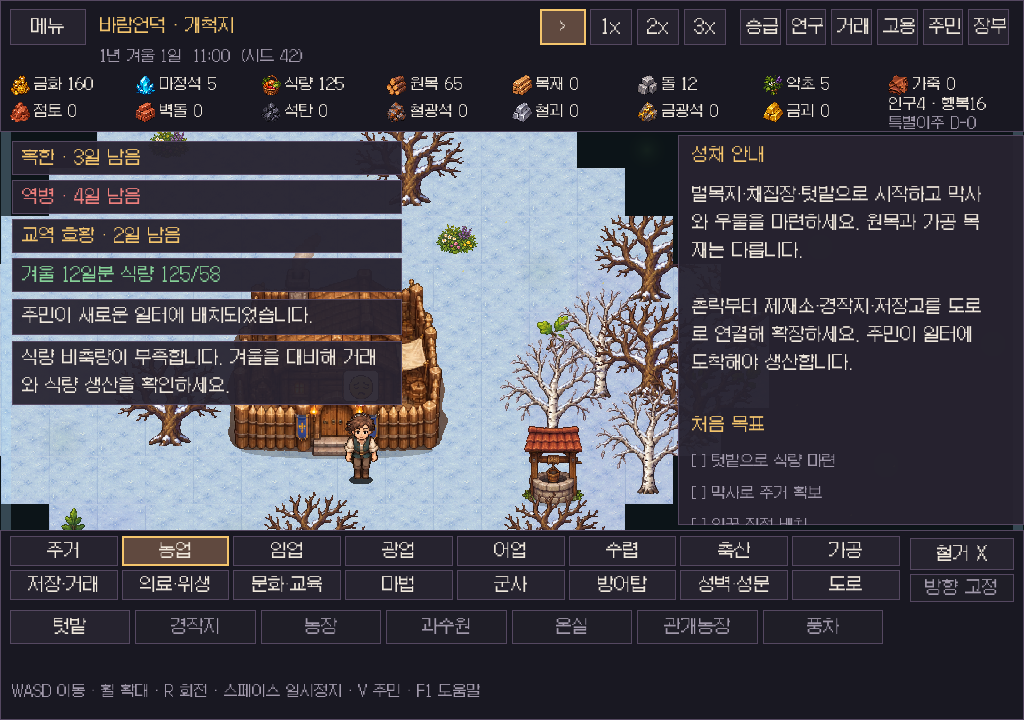 메뉴
바람언덕 · 개척지
1년 겨울 1일 11:00 (시드 42)
> 1x 2x 3x
승급 연구 거래 고용 주민 장부
금화 160 마정석 5 식량 125 원목 65 목재 0 돌 12 약초 5 가죽 0
점토 0 벽돌 0 석탄 0 철광석 0 철괴 0 금광석 0 금괴 0
인구4 · 행복16
특별이주 D-0
혹한 · 3일 남음
역병 · 4일 남음
교역 호황 · 2일 남음
겨울 12일분 식량 125/58
주민이 새로운 일터에 배치되었습니다.
식량 비축량이 부족합니다. 겨울을 대비해 거래
와 식량 생산을 확인하세요.
성채 안내
벌목지·채집장·텃밭으로 시작하고 막사
와 우물을 마련하세요. 원목과 가공 목
재는 다릅니다.
촌락부터 제재소·경작지·저장고를 도로
로 연결해 확장하세요. 주민이 일터에
도착해야 생산합니다.
처음 목표
[ ] 텃밭으로 식량 마련
[ ] 막사로 주거 확보
주거 농업 임업 광업 어업 수렵 축산 가공
철거 X
저장·거래 의료·위생 문화·교육 마법 군사 방어탑 성벽·성문 도로
방향 고정
텃밭 경작지 농장 과수원 온실 관개농장 풍차
WASD 이동 · 휠 확대 · R 회전 · 스페이스 일시정지 · V 주민 · F1 도움말